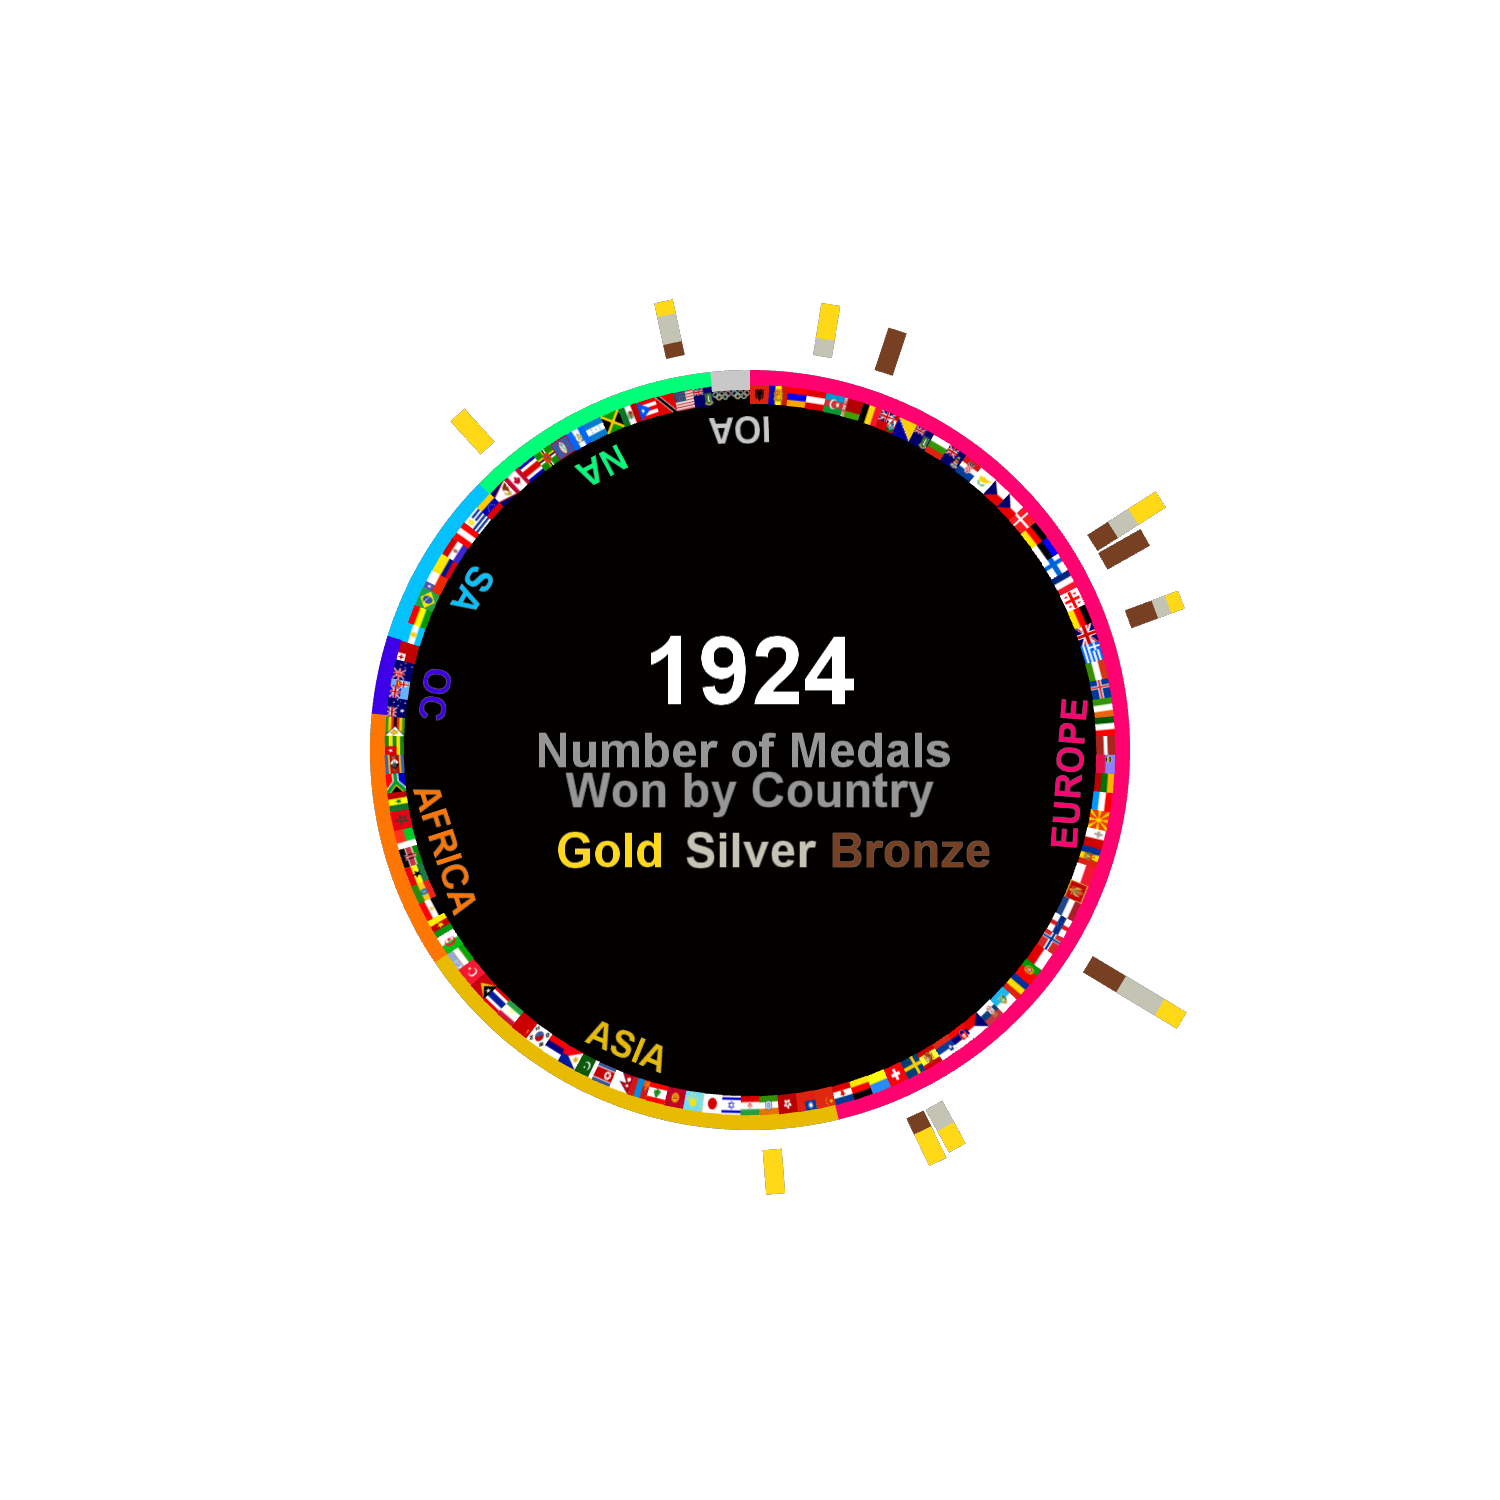 IOA
NA
SA
OC
EUROPE
AFRICA
ASIA
1924
Number of Medals
Won by Country
Gold Silver Bronze